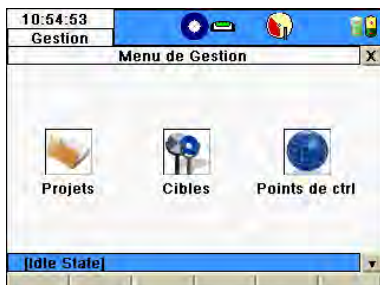 10:54:53
Gestion
Menu de Gestion X
Projets Cibles Points de ctrl
[Idle State]